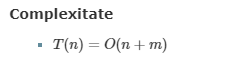 Complexitate
T(n) = O(n + m)